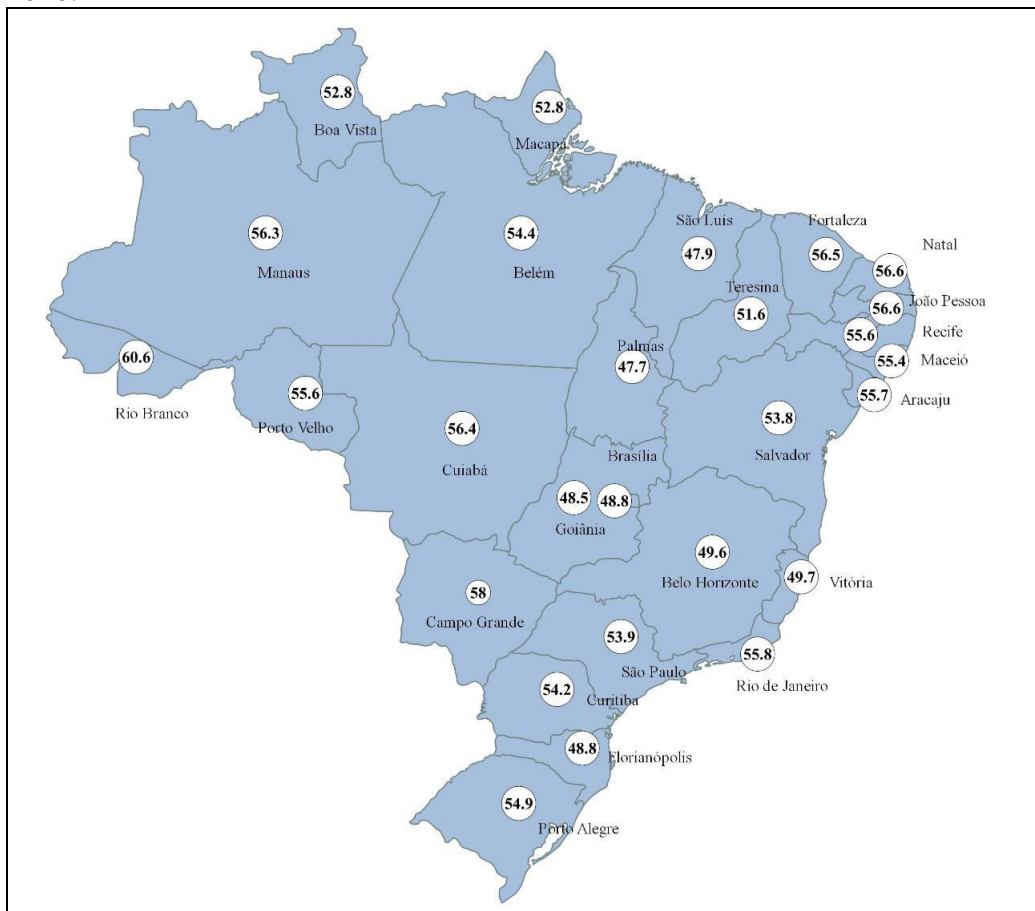 52.8
Boa Vista
52.8
Macapá
56.3
Manaus
54.4
Belém
São Luís
47.9
Fortaleza
56.5
Natal
56.6
Teresina
51.6
João Pessoa
56.6
Recife
55.6
Maceió
55.4
Aracaju
55.7
60.6
Rio Branco
55.6
Porto Velho
Palmas
47.7
56.4
Cuiabá
53.8
Salvador
Brasília
48.5
48.8
Goiânia
49.6
Belo Horizonte
49.7
Vitória
58
Campo Grande
53.9
São Paulo
55.8
Rio de Janeiro
54.2
Curitiba
48.8
Florianópolis
54.9
Porto Alegre